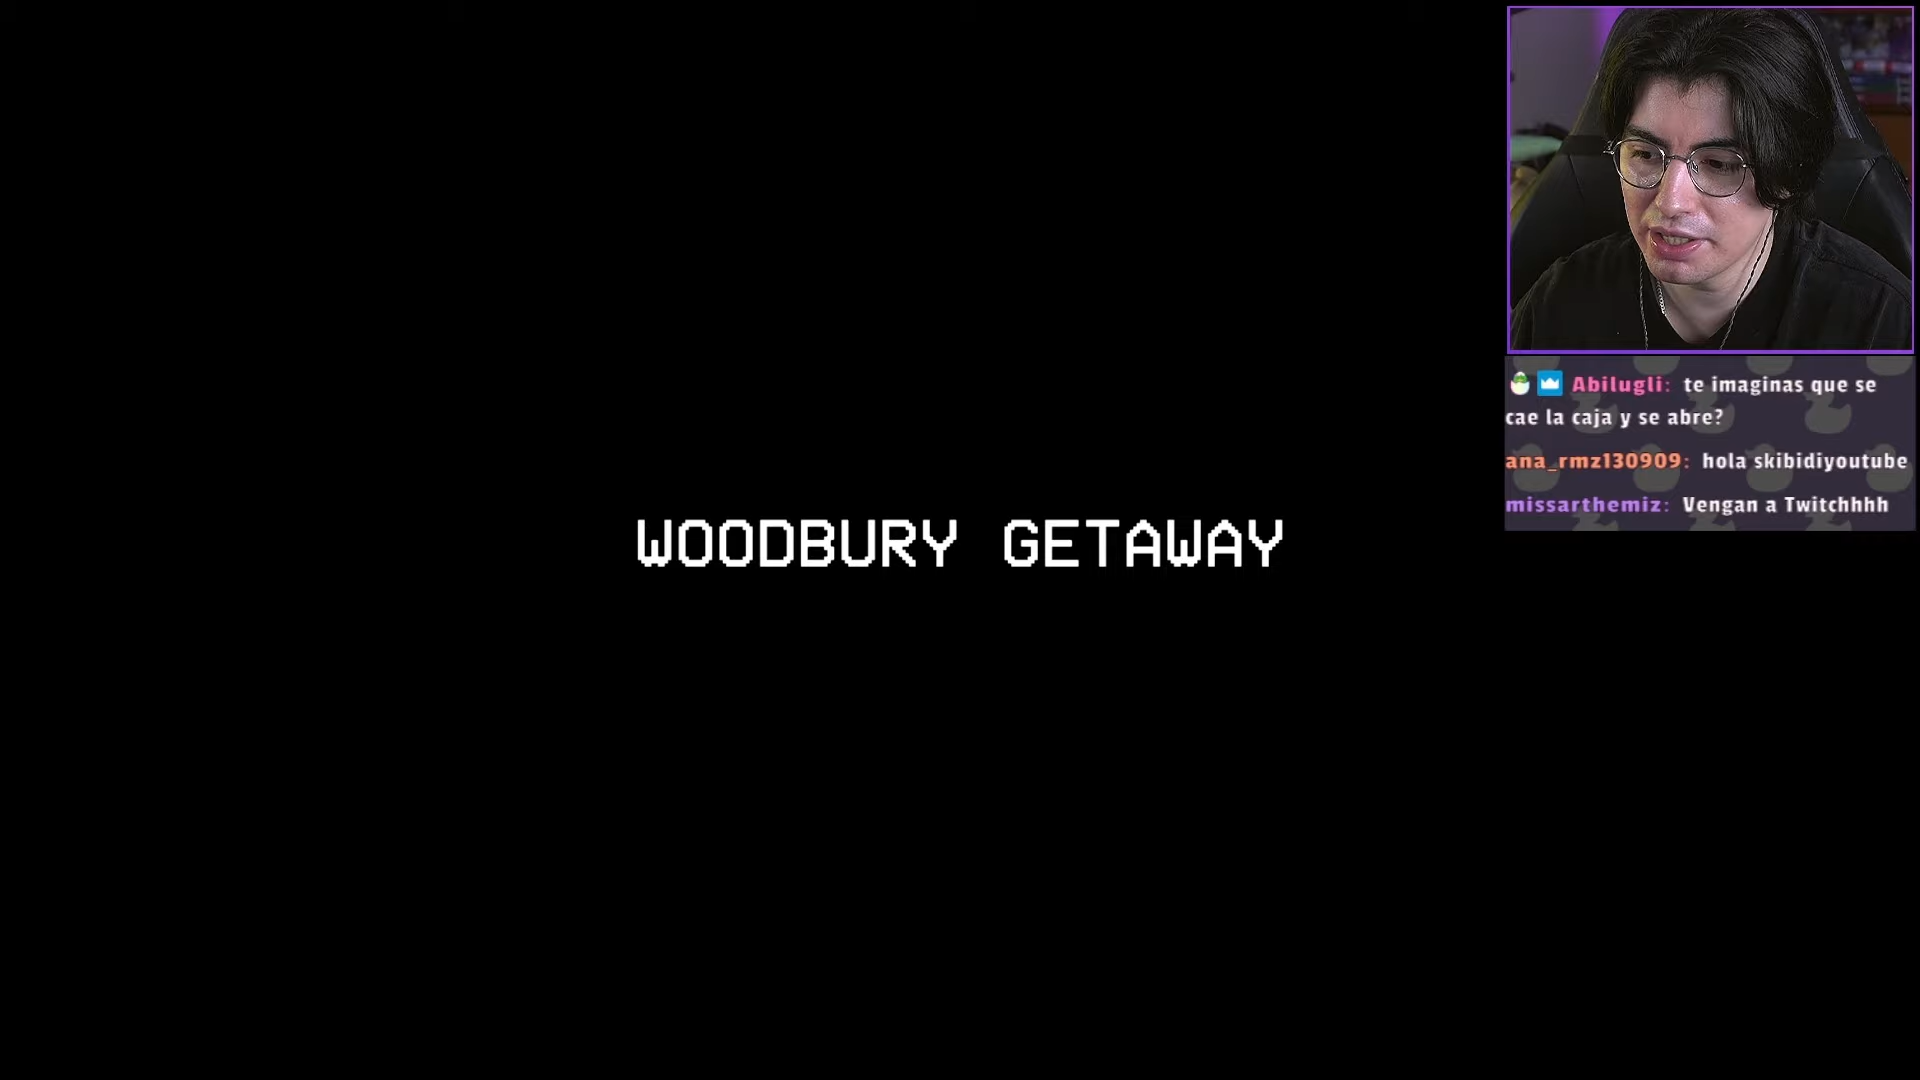 WOODBURY GETAWAY
Abilugli: te imaginas que se
cae la caja y se abre?
ana_rmz130909: hola skibidiyoutube
missarthemiz: Vengan a Twitchhhh